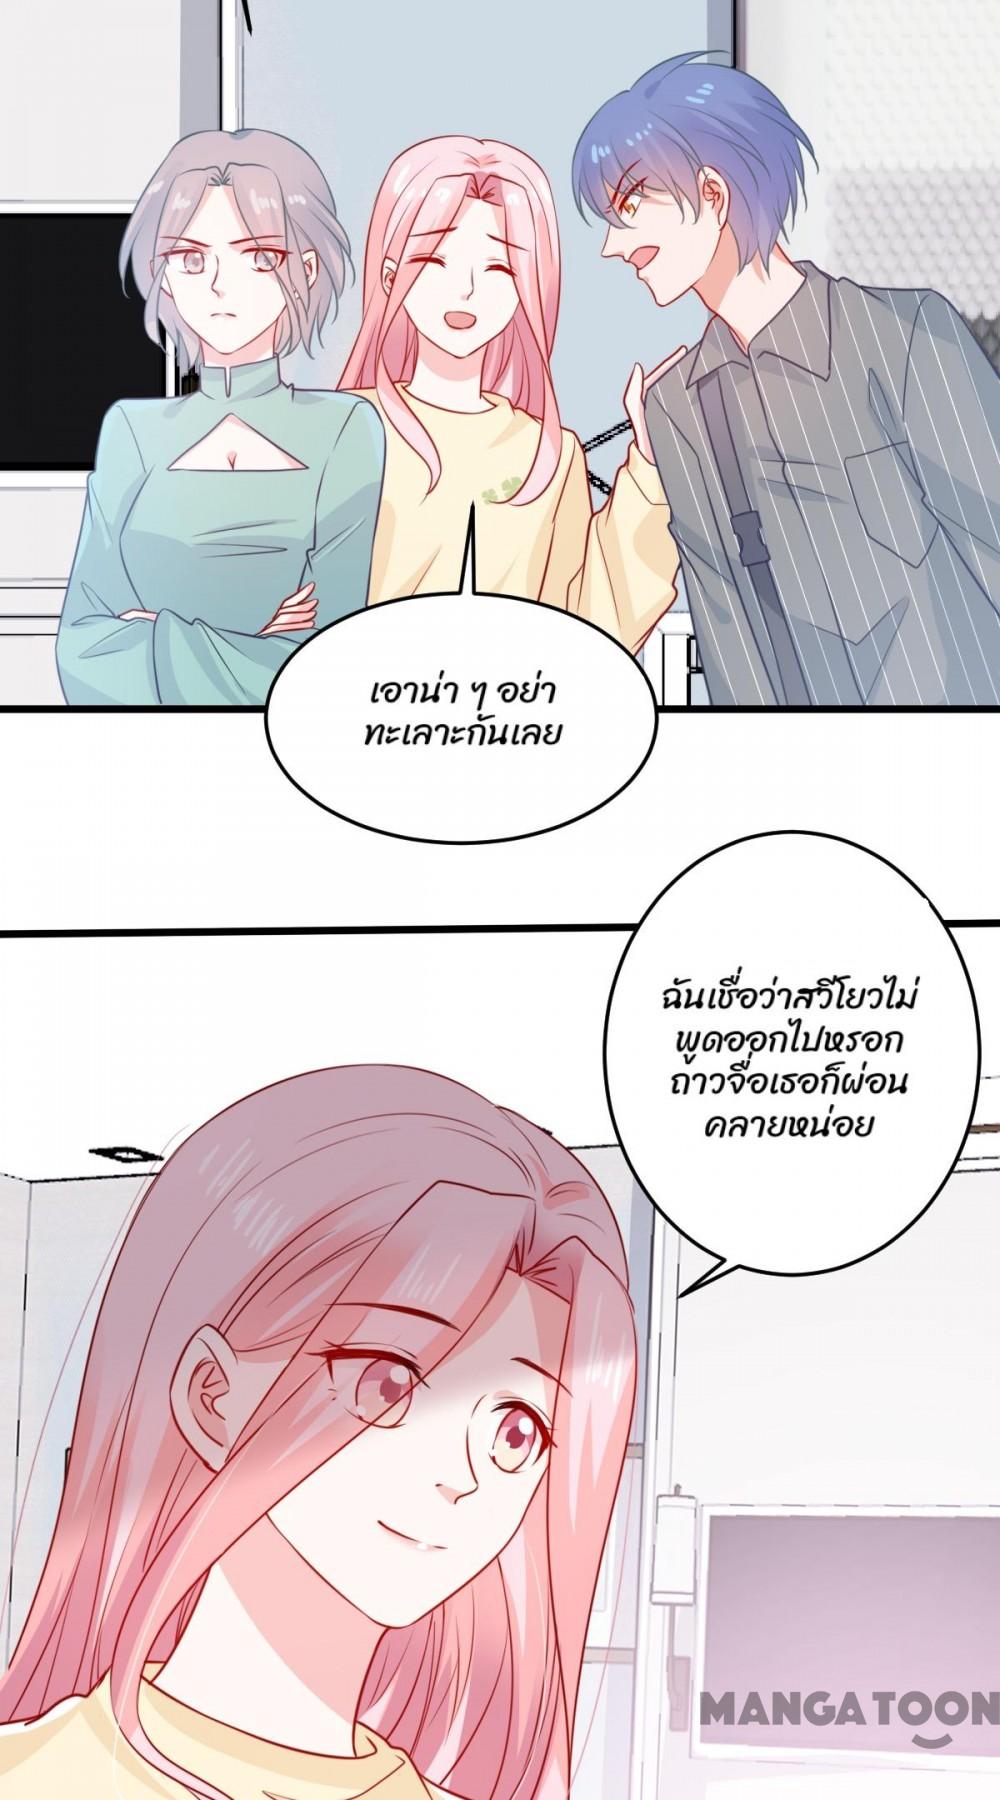 เอาน่า ๆ อย่า
ทะเลาะกันเลย
ฉันเชื่อว่าสวีโยวไม่
พูดออกไปหรอก
ถาวจื่อเธอก็ผ่อน
คลายหน่อย
MANGATOON